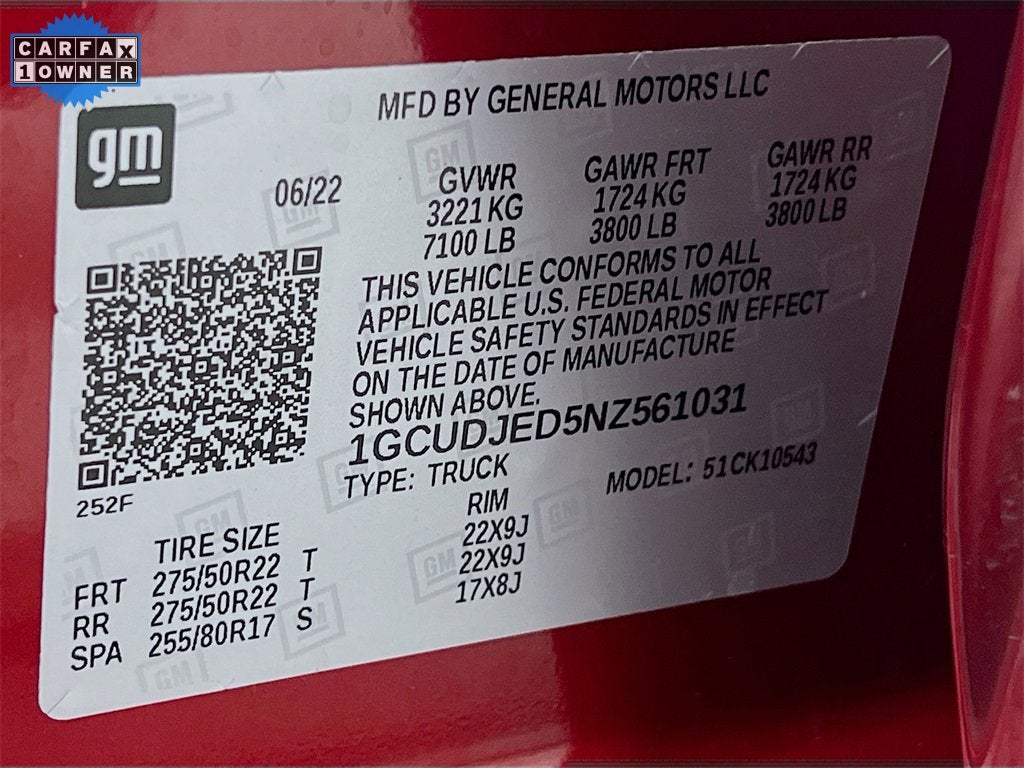 CARFAX
1 OWNER
gm
MFD BY GENERAL MOTORS LLC
06/22
GVWR
3221 KG
7100 LB
GAWR FRT
1724 KG
3800 LB
GAWR RR
1724 KG
3800 LB
THIS VEHICLE CONFORMS TO ALL
APPLICABLE U.S. FEDERAL MOTOR
VEHICLE SAFETY STANDARDS IN EFFECT
ON THE DATE OF MANUFACTURE
SHOWN ABOVE.
1GCUDJED5NZ561031
TYPE: TRUCK
MODEL: 51CK10543
252F
TIRE SIZE RIM
FRT 275/50R22 T 22X9J
RR 275/50R22 T 22X9J
SPA 255/80R17 S 17X8J